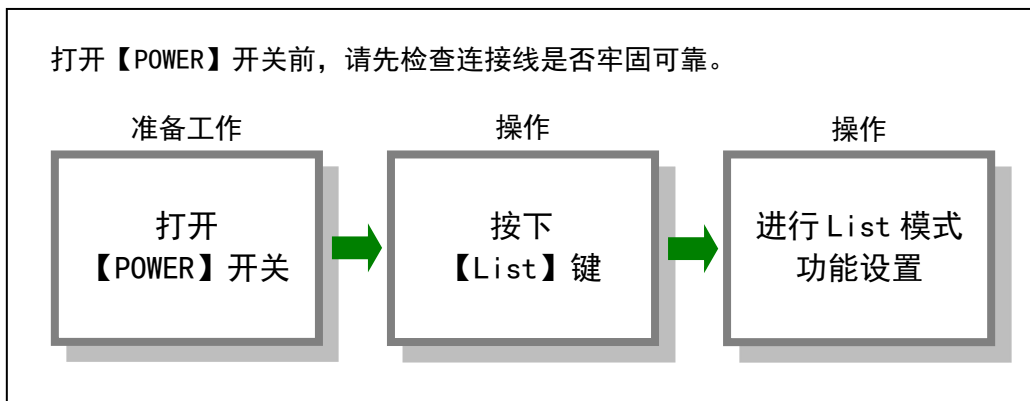 打开【POWER】开关前，请先检查连接线是否牢固可靠。
准备工作
操作
操作
打开
【POWER】开关
按下
【List】键
进行 List 模式
功能设置